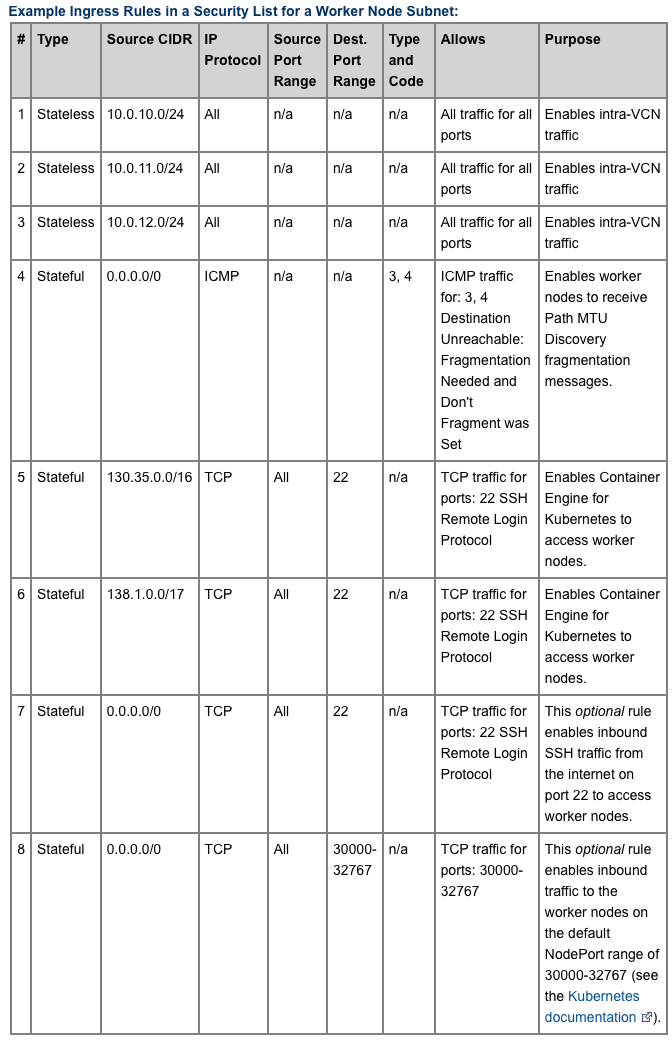 Example Ingress Rules in a Security List for a Worker Node Subnet:
# Type Source CIDR IP Protocol Source Port Range Dest. Port Range Type and Code Allows Purpose
1 Stateless 10.0.10.0/24 All n/a n/a n/a All traffic for all ports Enables intra-VCN traffic
2 Stateless 10.0.11.0/24 All n/a n/a n/a All traffic for all ports Enables intra-VCN traffic
3 Stateless 10.0.12.0/24 All n/a n/a n/a All traffic for all ports Enables intra-VCN traffic
4 Stateful 0.0.0.0/0 ICMP n/a n/a 3, 4 ICMP traffic for: 3, 4 Destination Unreachable: Fragmentation Needed and Don't Fragment was Set Enables worker nodes to receive Path MTU Discovery fragmentation messages.
5 Stateful 130.35.0.0/16 TCP All 22 n/a TCP traffic for ports: 22 SSH Remote Login Protocol Enables Container Engine for Kubernetes to access worker nodes.
6 Stateful 138.1.0.0/17 TCP All 22 n/a TCP traffic for ports: 22 SSH Remote Login Protocol Enables Container Engine for Kubernetes to access worker nodes.
7 Stateful 0.0.0.0/0 TCP All 22 n/a TCP traffic for ports: 22 SSH Remote Login Protocol This optional rule enables inbound SSH traffic from the internet on port 22 to access worker nodes.
8 Stateful 0.0.0.0/0 TCP All 30000-32767 n/a TCP traffic for ports: 30000-32767 This optional rule enables inbound traffic to the worker nodes on the default NodePort range of 30000-32767 (see the Kubernetes documentation ).